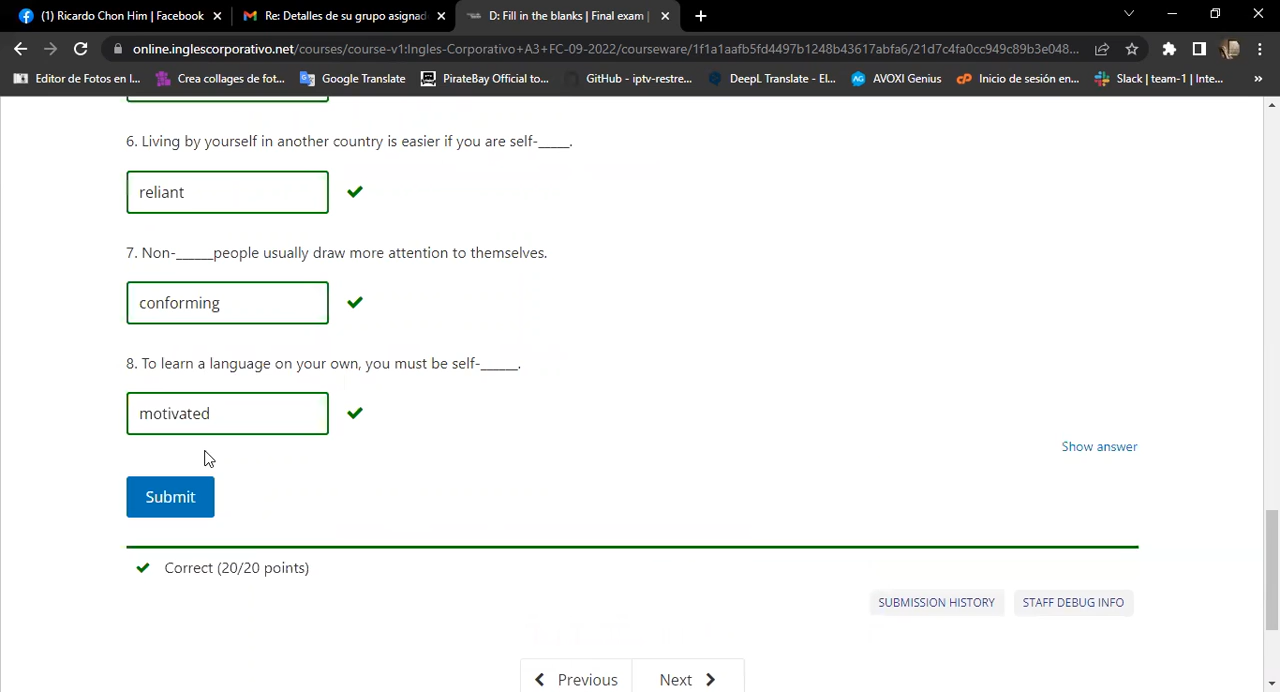 (1) Ricardo Chon Him | Facebook
Re: Detalles de su grupo asignad
D: Fill in the blanks | Final exam |
online.inglescorporativo.net/courses/course-v1:Ingles-Corporativo+A3+FC-09-2022/courseware/1f1a1aafb5fd4497b1248b43617abfa6/21d7c4fa0cc949c89b3e048...
Editor de Fotos en l...
Crea collages de fot...
Google Translate
PirateBay Official to...
GitHub - iptv-restre...
DeepL Translate - El...
AVOXI Genius
Inicio de sesión en...
Slack | team-1 | Inte...
»
6. Living by yourself in another country is easier if you are self-_____.
reliant
7. Non-______people usually draw more attention to themselves.
conforming
8. To learn a language on your own, you must be self-______.
motivated
Show answer
Submit
Correct (20/20 points)
SUBMISSION HISTORY
STAFF DEBUG INFO
Previous
Next